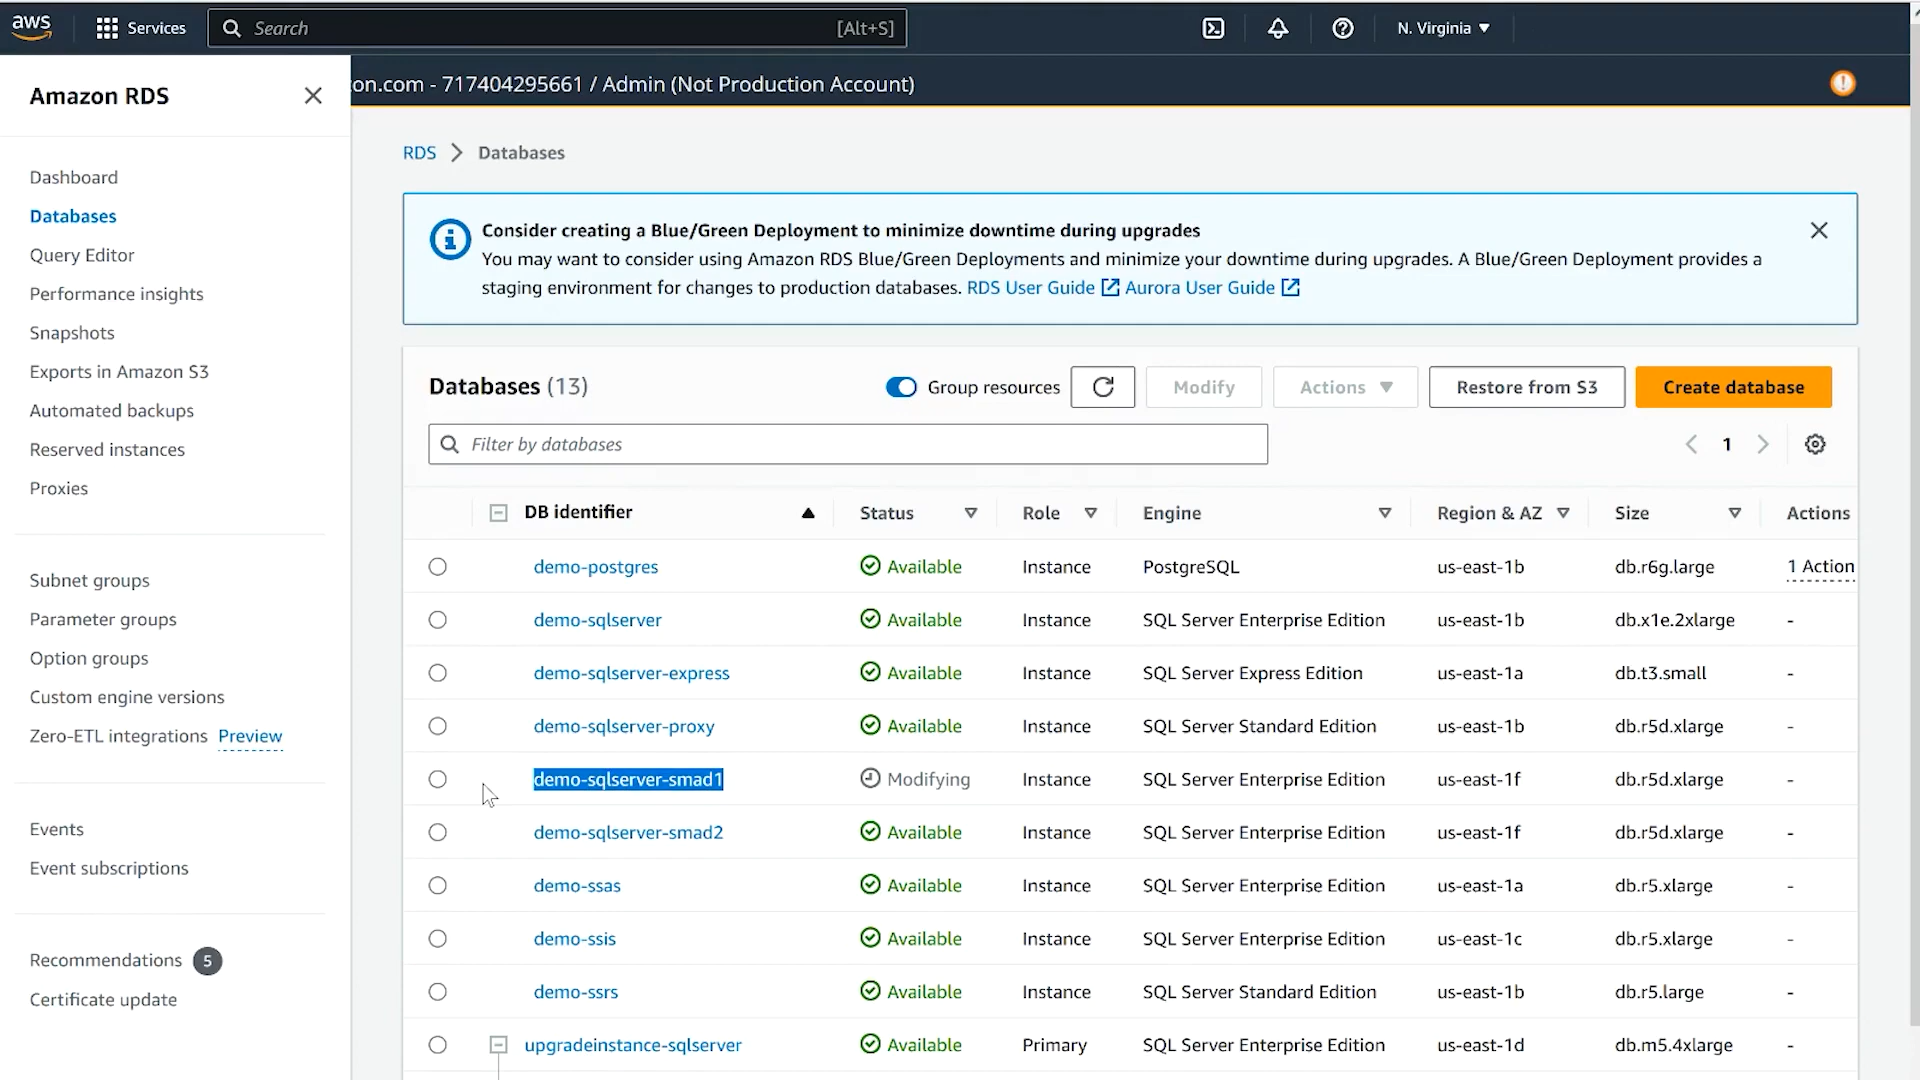 aws
Services
Search
[Alt+S]
N. Virginia
Amazon RDS
on.com - 717404295661 / Admin (Not Production Account)
Dashboard
Databases
Query Editor
Performance insights
Snapshots
Exports in Amazon S3
Automated backups
Reserved instances
Proxies
Subnet groups
Parameter groups
Option groups
Custom engine versions
Zero-ETL integrations Preview
Events
Event subscriptions
Recommendations 5
Certificate update
RDS > Databases
Consider creating a Blue/Green Deployment to minimize downtime during upgrades
You may want to consider using Amazon RDS Blue/Green Deployments and minimize your downtime during upgrades. A Blue/Green Deployment provides a
staging environment for changes to production databases. RDS User Guide Aurora User Guide
Databases (13)
Group resources
Modify
Actions
Restore from S3
Create database
Filter by databases
1
DB identifier Status Role Engine Region & AZ Size Actions
demo-postgres Available Instance PostgreSQL us-east-1b db.r6g.large 1 Action
demo-sqlserver Available Instance SQL Server Enterprise Edition us-east-1b db.x1e.2xlarge -
demo-sqlserver-express Available Instance SQL Server Express Edition us-east-1a db.t3.small -
demo-sqlserver-proxy Available Instance SQL Server Standard Edition us-east-1b db.r5d.xlarge -
demo-sqlserver-smad1 Modifying Instance SQL Server Enterprise Edition us-east-1f db.r5d.xlarge -
demo-sqlserver-smad2 Available Instance SQL Server Enterprise Edition us-east-1f db.r5d.xlarge -
demo-ssas Available Instance SQL Server Enterprise Edition us-east-1a db.r5.xlarge -
demo-ssis Available Instance SQL Server Enterprise Edition us-east-1c db.r5.xlarge -
demo-ssrs Available Instance SQL Server Standard Edition us-east-1b db.r5.large -
upgradeinstance-sqlserver Available Primary SQL Server Enterprise Edition us-east-1d db.m5.4xlarge -